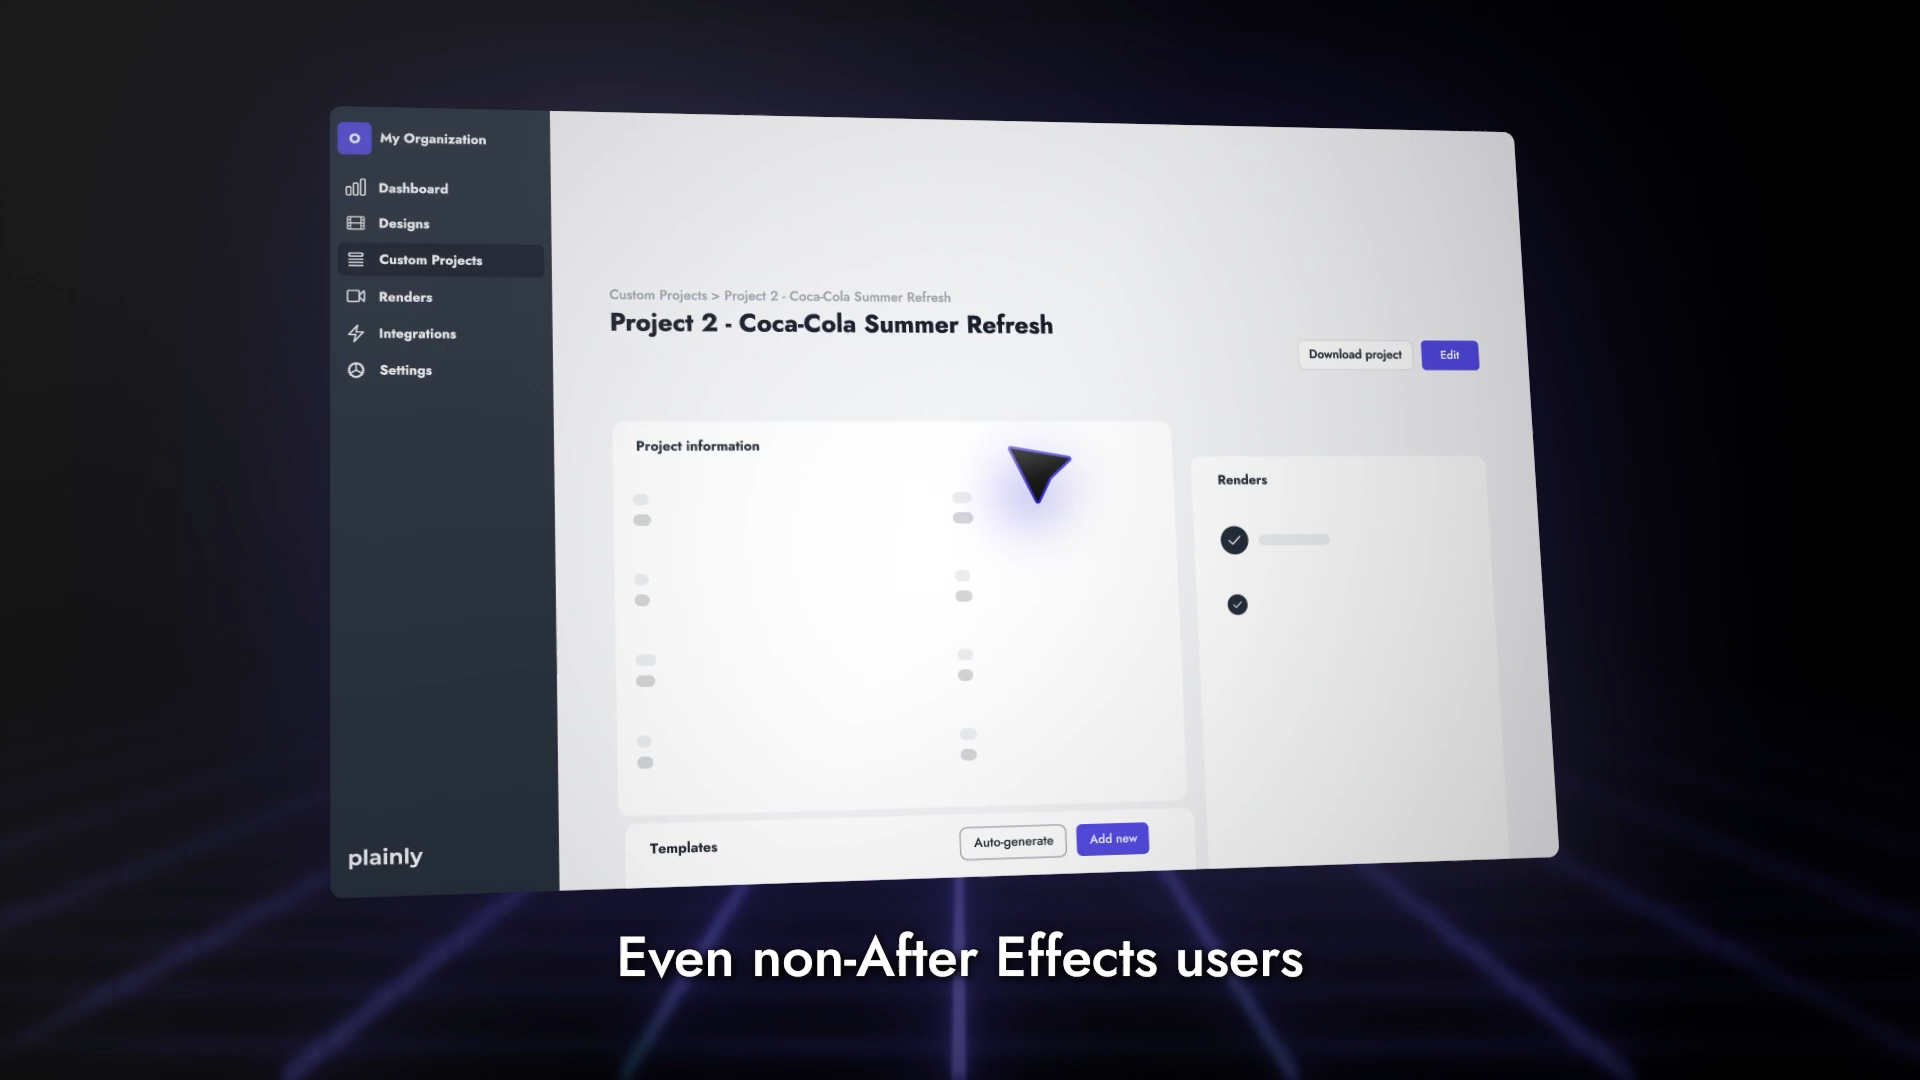 O My Organization
Dashboard
Designs
Custom Projects
Renders
Integrations
Settings
plainly
Custom Projects > Project 2 - Coca-Cola Summer Refresh
Project 2 - Coca-Cola Summer Refresh
Download project
Edit
Project information
Renders
Templates
Auto-generate
Add new
Even non-After Effects users